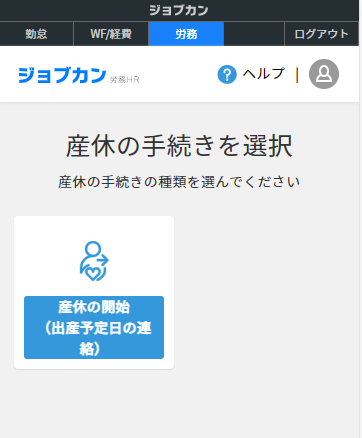 ジョブカン
勤怠 WF/経費 労務 ログアウト
ジョブカン 労務HR ? ヘルプ |
産休の手続きを選択
産休の手続きの種類を選んでください
産休の開始
（出産予定日の連
絡）